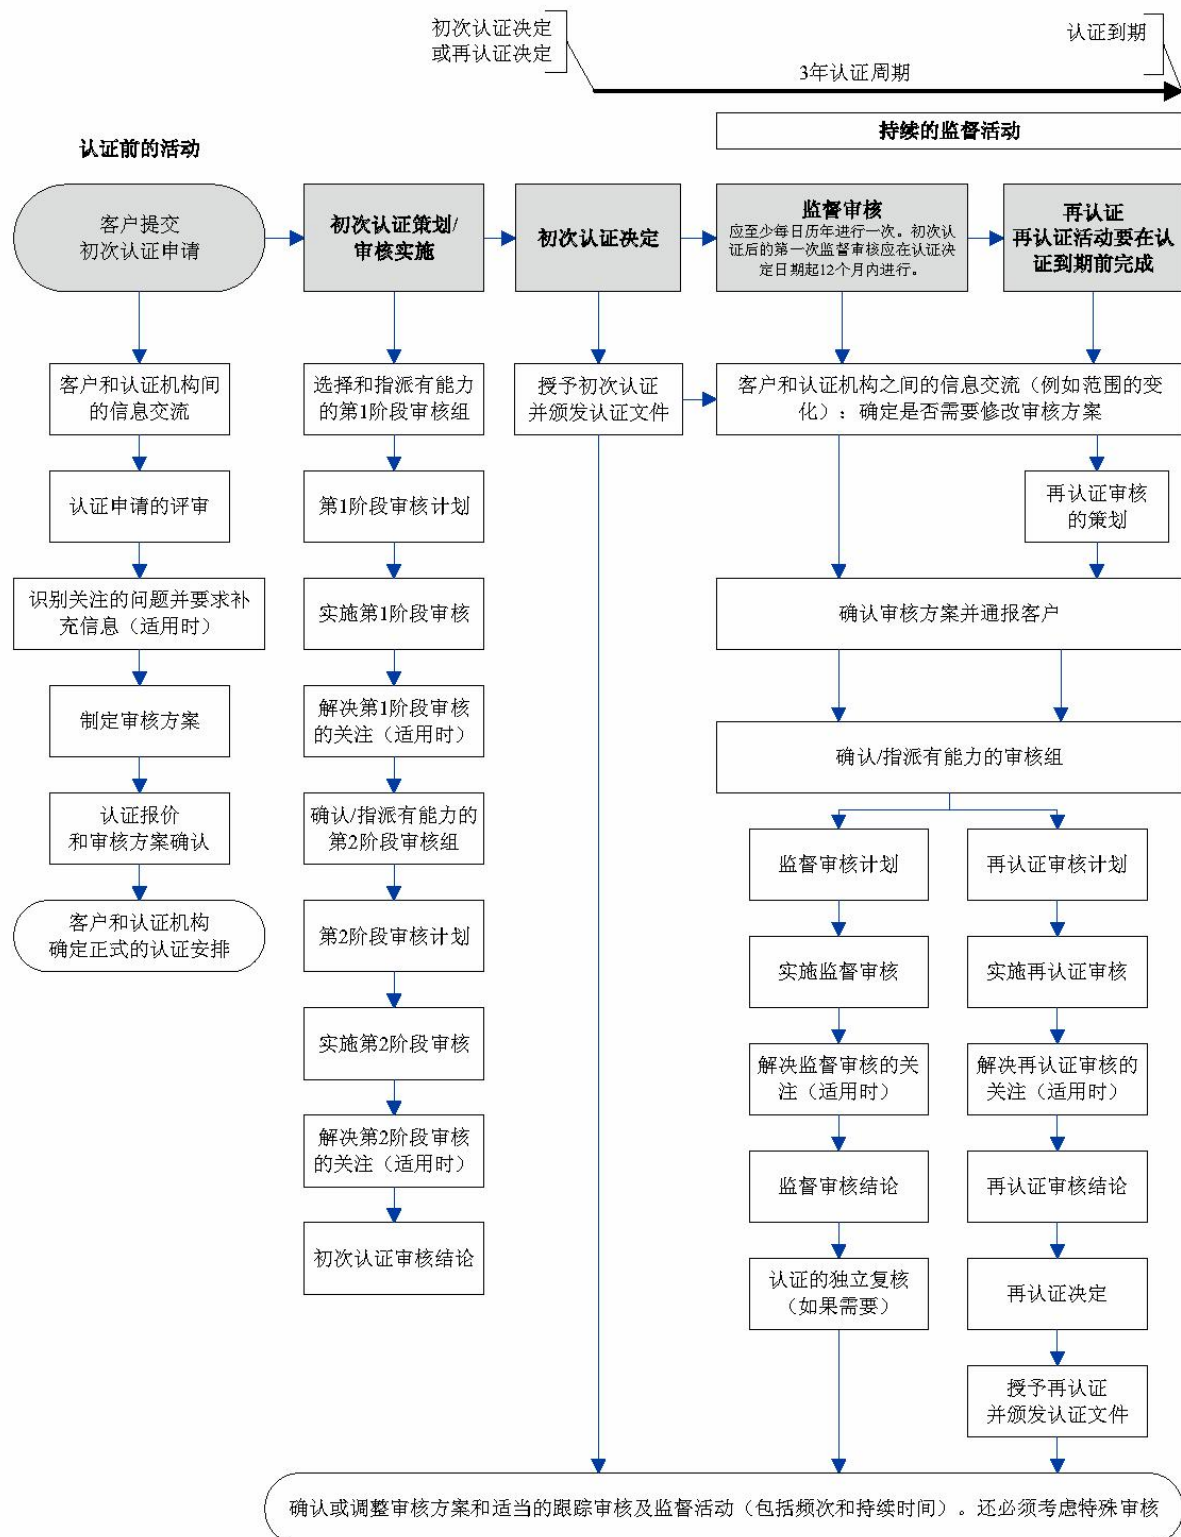 初次认证决定
或再认证决定
认证到期
3年认证周期
持续的监督活动
认证前的活动
客户提交
初次认证申请
初次认证策划/
审核实施
初次认证决定
监督审核
应至少每日历年进行一次。初次认
证后的第一次监督审核应在认证决
定日期起12个月内进行。
再认证
再认证活动要在认
证到期前完成
客户和认证机构间
的信息交流
认证申请的评审
识别关注的问题并要求补
充信息（适用时）
制定审核方案
认证报价
和审核方案确认
客户和认证机构
确定正式的认证安排
选择和指派有能力
的第1阶段审核组
第1阶段审核计划
实施第1阶段审核
解决第1阶段审核
的关注（适用时）
确认/指派有能力的
第2阶段审核组
第2阶段审核计划
实施第2阶段审核
解决第2阶段审核
的关注（适用时）
初次认证审核结论
授予初次认证
并颁发认证文件
客户和认证机构之间的信息交流（例如范围的变
化）：确定是否需要修改审核方案
再认证审核
的策划
确认审核方案并通报客户
确认/指派有能力的审核组
监督审核计划
实施监督审核
解决监督审核的关
注（适用时）
监督审核结论
认证的独立复核
（如果需要）
再认证审核计划
实施再认证审核
解决再认证审核的
关注（适用时）
再认证审核结论
再认证决定
授予再认证
并颁发认证文件
确认或调整审核方案和适当的跟踪审核及监督活动（包括频次和持续时间）。还必须考虑特殊审核